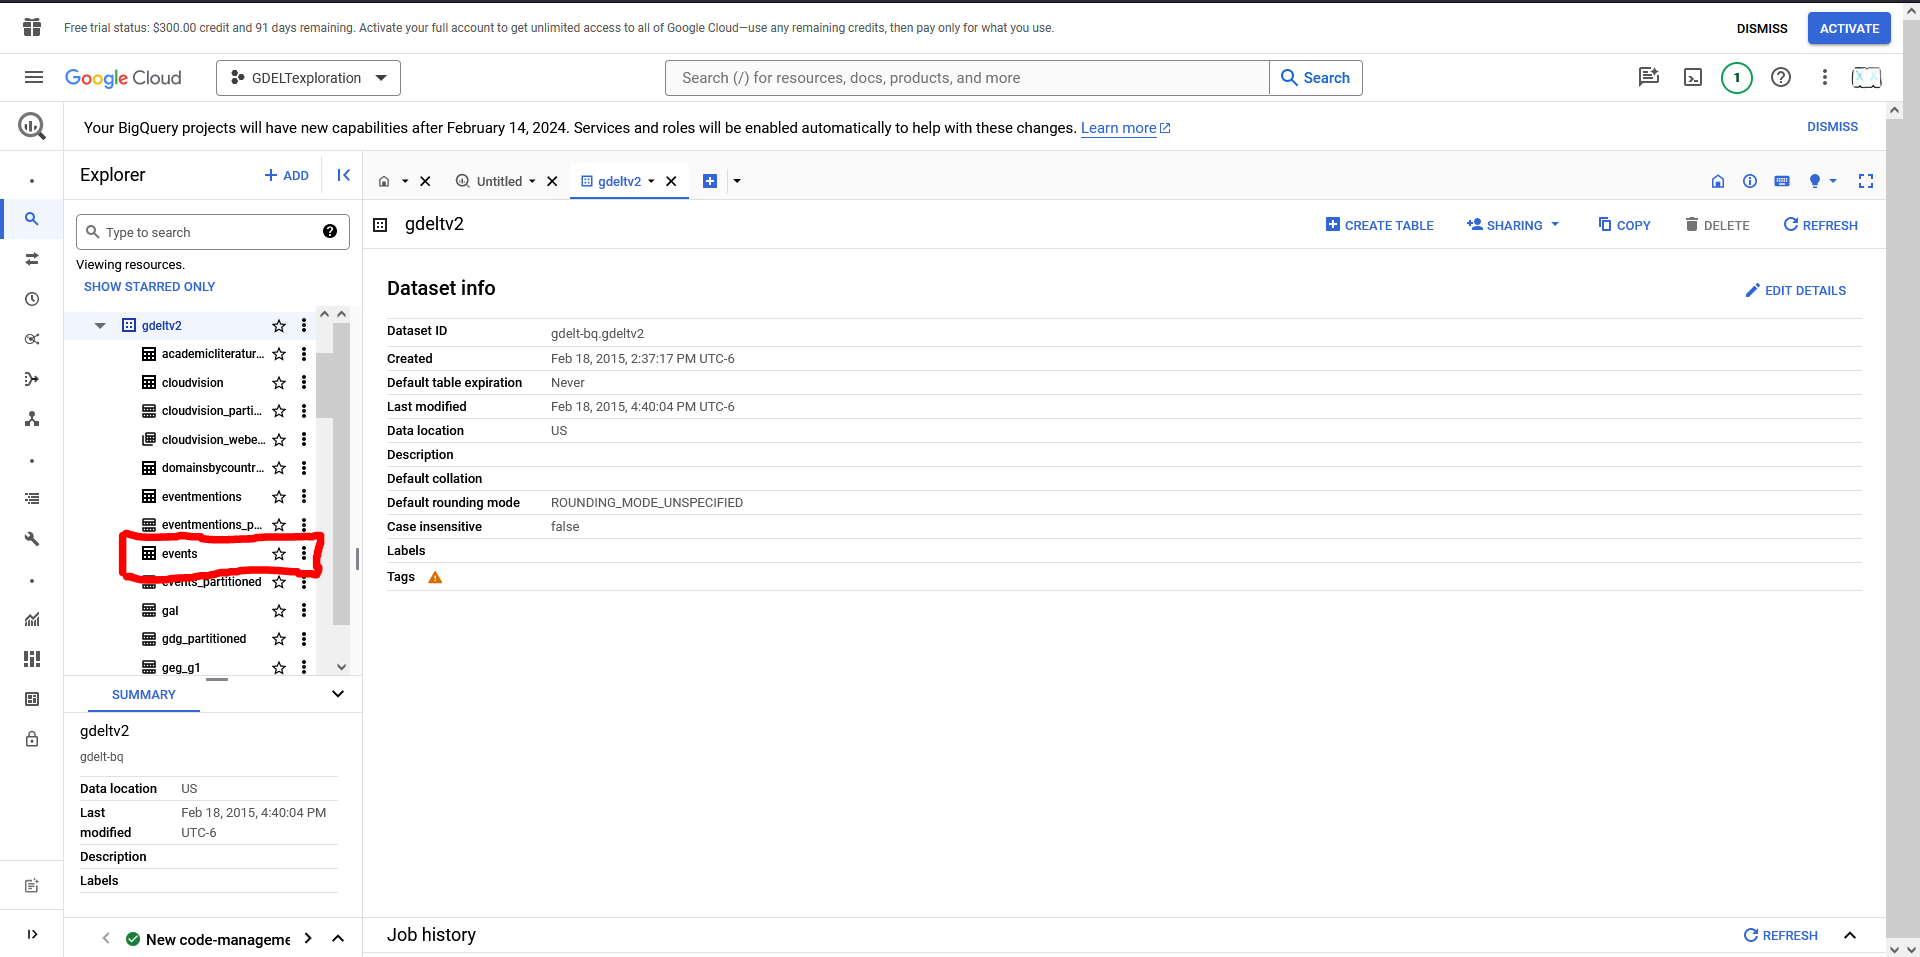 Free trial status: $300.00 credit and 91 days remaining. Activate your full account to get unlimited access to all of Google Cloud—use any remaining credits, then pay only for what you use.
DISMISS
ACTIVATE
Google Cloud
GDELTexploration
Search (/) for resources, docs, products, and more
Search
1
Your BigQuery projects will have new capabilities after February 14, 2024. Services and roles will be enabled automatically to help with these changes. Learn more
DISMISS
Explorer
+ ADD
Untitled
gdeltv2
Type to search
Viewing resources.
SHOW STARRED ONLY
gdeltv2
academicliteratur...
cloudvision
cloudvision_parti...
cloudvision_webe...
domainsbycountr...
eventmentions
eventmentions_p...
events
events_partitioned
gal
gdg_partitioned
geg_g1
SUMMARY
gdeltv2
gdelt-bq
Data location US
Last modified Feb 18, 2015, 4:40:04 PM UTC-6
Description
Labels
New code-manageme
gdeltv2
CREATE TABLE
SHARING
COPY
DELETE
REFRESH
Dataset info
EDIT DETAILS
Dataset ID gdelt-bq.gdeltv2
Created Feb 18, 2015, 2:37:17 PM UTC-6
Default table expiration Never
Last modified Feb 18, 2015, 4:40:04 PM UTC-6
Data location US
Description
Default collation
Default rounding mode ROUNDING_MODE_UNSPECIFIED
Case insensitive false
Labels
Tags
Job history
REFRESH